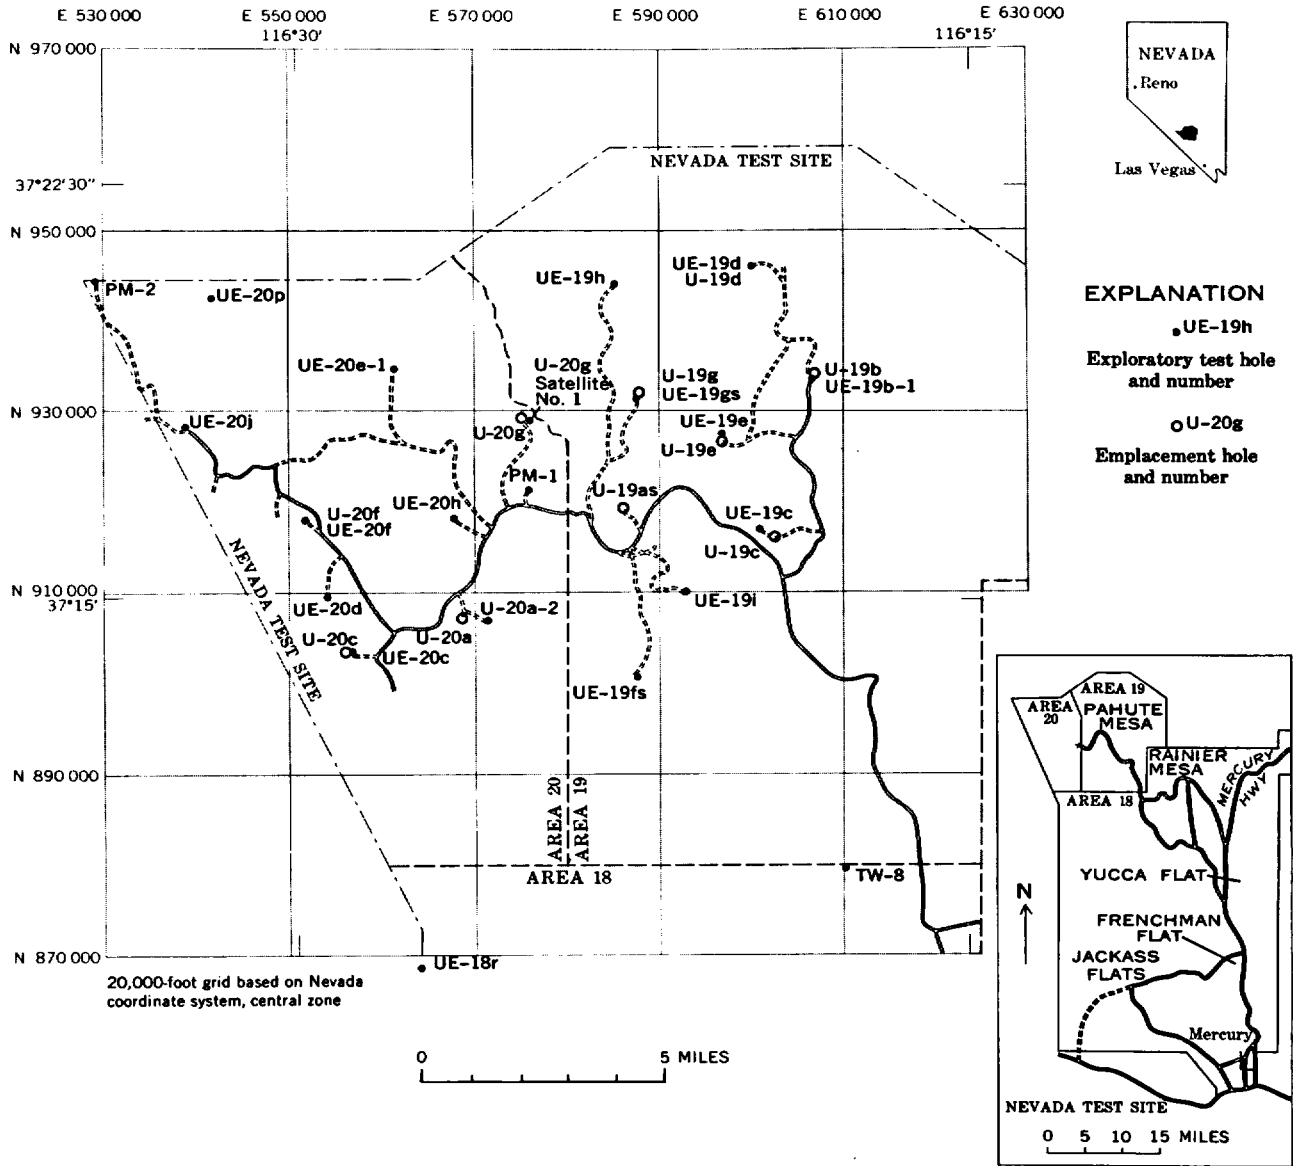 E 530 000
E 550 000
E 570 000
E 590 000
E 610 000
E 630 000
116°30'
116°15'
N 970 000
NEVADA
Reno
Las Vegas
NEVADA TEST SITE
37°22'30"
N 950 000
UE-19h
UE-19d
U-19d
PM-2
UE-20p
EXPLANATION
UE-19h
Exploratory test hole
and number
U-20g
Emplacement hole
and number
UE-20e-1
U-20g
Satellite
No. 1
U-19g
UE-19gs
U-19b
UE-19b-1
N 930 000
UE-20j
U-20g
UE-19e
U-19e
PM-1
U-19as
UE-20h
UE-19c
U-19c
U-20f
UE-20f
NEVADA TEST SITE
N 910 000
37°15'
UE-20d
U-20a-2
U-20a
UE-19i
U-20c
UE-20c
UE-19fs
N 890 000
AREA 20
AREA 19
AREA 18
TW-8
N 870 000
UE-18r
20,000-foot grid based on Nevada
coordinate system, central zone
0 5 MILES
AREA 19
AREA
20
PAHUTE
MESA
RAINIER
MESA
MERCURY
HWY
AREA 18
YUCCA FLAT
N
FRENCHMAN
FLAT
JACKASS
FLATS
Mercury
NEVADA TEST SITE
0 5 10 15 MILES